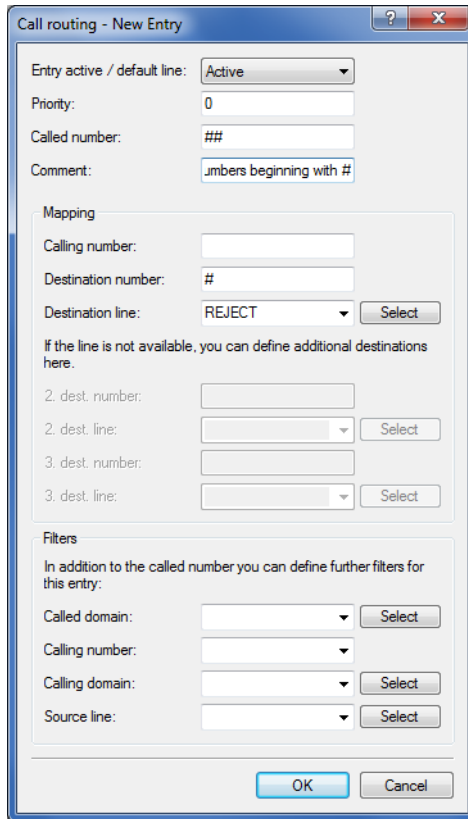 Call routing - New Entry
Entry active / default line: Active
Priority: 0
Called number: ##
Comment: umbers beginning with #
Mapping
Calling number:
Destination number: #
Destination line: REJECT Select
If the line is not available, you can define additional destinations
here.
2. dest. number:
2. dest. line: Select
3. dest. number:
3. dest. line: Select
Filters
In addition to the called number you can define further filters for
this entry:
Called domain: Select
Calling number:
Calling domain: Select
Source line: Select
OK Cancel